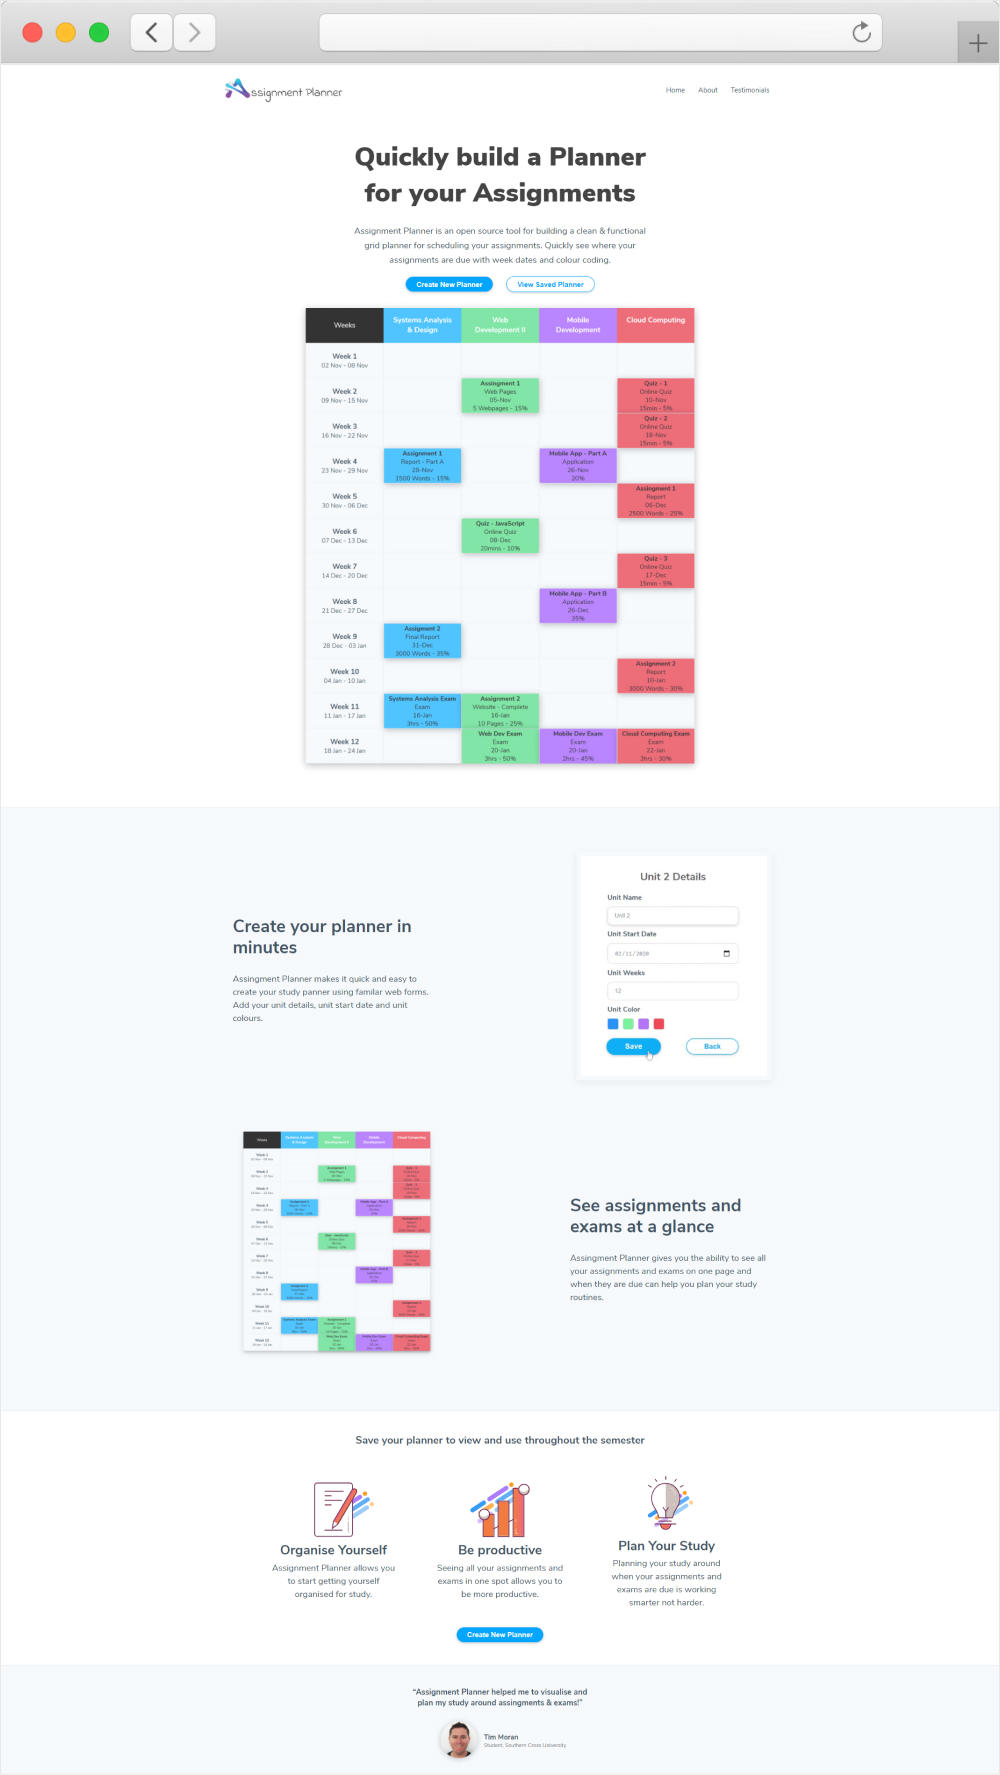 Assignment Planner
Home About Testimonials
Quickly build a Planner
for your Assignments
Assignment Planner is an open source tool for building a clean & functional
grid planner for scheduling your assignments. Quickly see where your
assignments are due with week dates and colour coding.
Create New Planner View Saved Planner
Weeks
Systems Analysis
& Design
Web
Development II
Mobile
Development
Cloud Computing
Week 1
02 Nov - 08 Nov
Week 2
09 Nov - 15 Nov
Assingment 1
Web Pages
05-Nov
5 Webpages - 15%
Quiz - 1
Online Quiz
10-Nov
15min - 5%
Week 3
16 Nov - 22 Nov
Quiz - 2
Online Quiz
18-Nov
15min - 5%
Week 4
23 Nov - 29 Nov
Assignment 1
Report - Part A
28-Nov
1500 Words - 15%
Mobile App - Part A
Application
26-Nov
20%
Week 5
30 Nov - 06 Dec
Assingment 1
Report
06-Dec
2500 Words - 25%
Week 6
07 Dec - 13 Dec
Quiz - JavaScript
Online Quiz
08-Dec
20mins - 10%
Week 7
14 Dec - 20 Dec
Quiz - 3
Online Quiz
17-Dec
15min - 5%
Week 8
21 Dec - 27 Dec
Mobile App - Part B
Application
26-Dec
35%
Week 9
28 Dec - 03 Jan
Assigment 2
Final Report
31-Dec
3000 Words - 35%
Week 10
04 Jan - 10 Jan
Assignment 2
Report
10-Jan
3000 Words - 30%
Week 11
11 Jan - 17 Jan
Systems Analysis Exam
Exam
16-Jan
3hrs - 50%
Assignment 2
Website - Complete
16-Jan
10 Pages - 25%
Week 12
18 Jan - 24 Jan
Web Dev Exam
Exam
20-Jan
3hrs - 50%
Mobile Dev Exam
Exam
20-Jan
2hrs - 45%
Cloud Computing Exam
Exam
22-Jan
3hrs - 30%
Create your planner in
minutes
Assingment Planner makes it quick and easy to
create your study panner using familar web forms.
Add your unit details, unit start date and unit
colours.
Unit 2 Details
Unit Name
Unit 2
Unit Start Date
02/11/2020
Unit Weeks
12
Unit Color
Save Back
See assignments and
exams at a glance
Assingment Planner gives you the ability to see all
your assignments and exams on one page and
when they are due can help you plan your study
routines.
Save your planner to view and use throughout the semester
Organise Yourself
Assignment Planner allows you
to start getting yourself
organised for study.
Be productive
Seeing all your assignments and
exams in one spot allows you to
be more productive.
Plan Your Study
Planning your study around
when your assignments and
exams are due is working
smarter not harder.
Create New Planner
“Assignment Planner helped me to visualise and
plan my study around assingments & exams!”
Tim Moran
Student, Southern Cross University